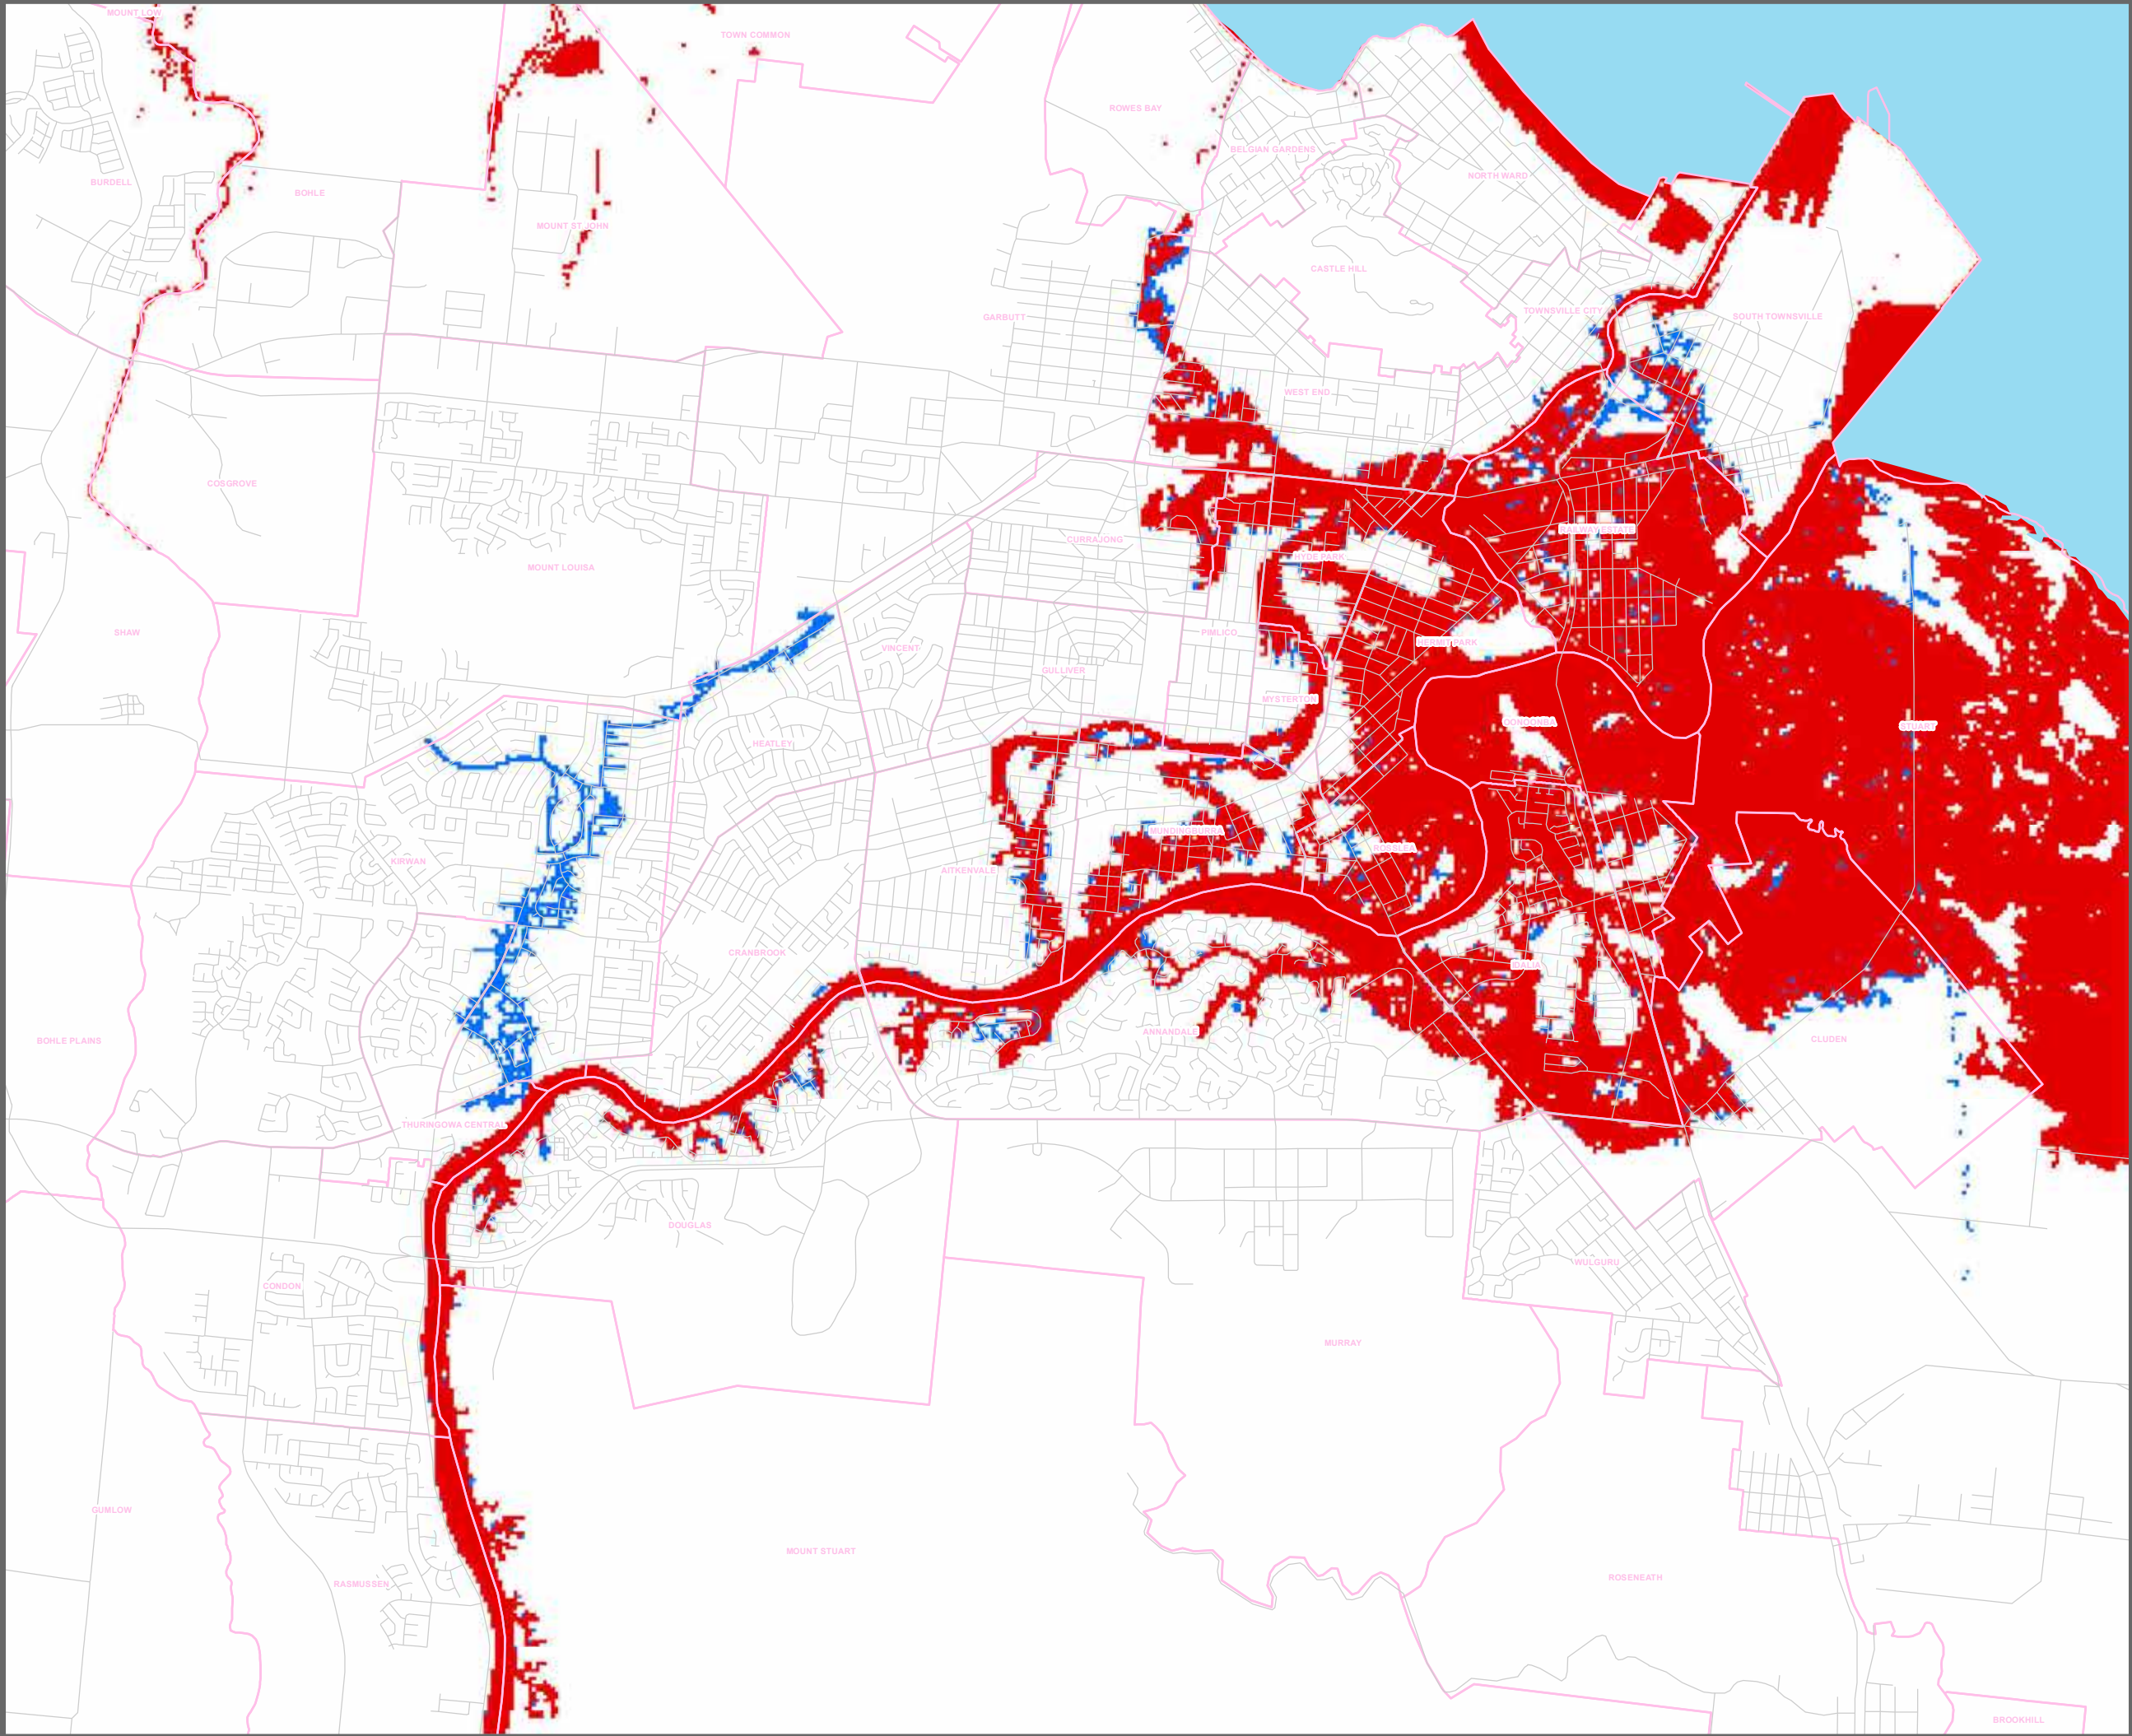 MOUNT LOW
TOWN COMMON
ROWES BAY
BELGIAN GARDENS
NORTH WARD
BURDELL
BOHLE
MOUNT ST JOHN
CASTLE HILL
GARBUTT
TOWNSVILLE CITY
SOUTH TOWNSVILLE
WEST END
COSGROVE
RAILWAY ESTATE
CURRAJONG
HYDE PARK
MOUNT LOUISA
SHAW
PIMLICO
HERMIT PARK
VINCENT
GULLIVER
MYSTERTON
OONOONBA
STUART
HEATLEY
MUNDINGBURRA
ROSSLEA
KIRWAN
AITKENVALE
CRANBROOK
IDALIA
ANNANDALE
BOHLE PLAINS
CLUDEN
THURINGOWA CENTRAL
DOUGLAS
WULGURU
CONDON
MURRAY
GUMLOW
MOUNT STUART
RASMUSSEN
ROSENEATH
BROOKHILL